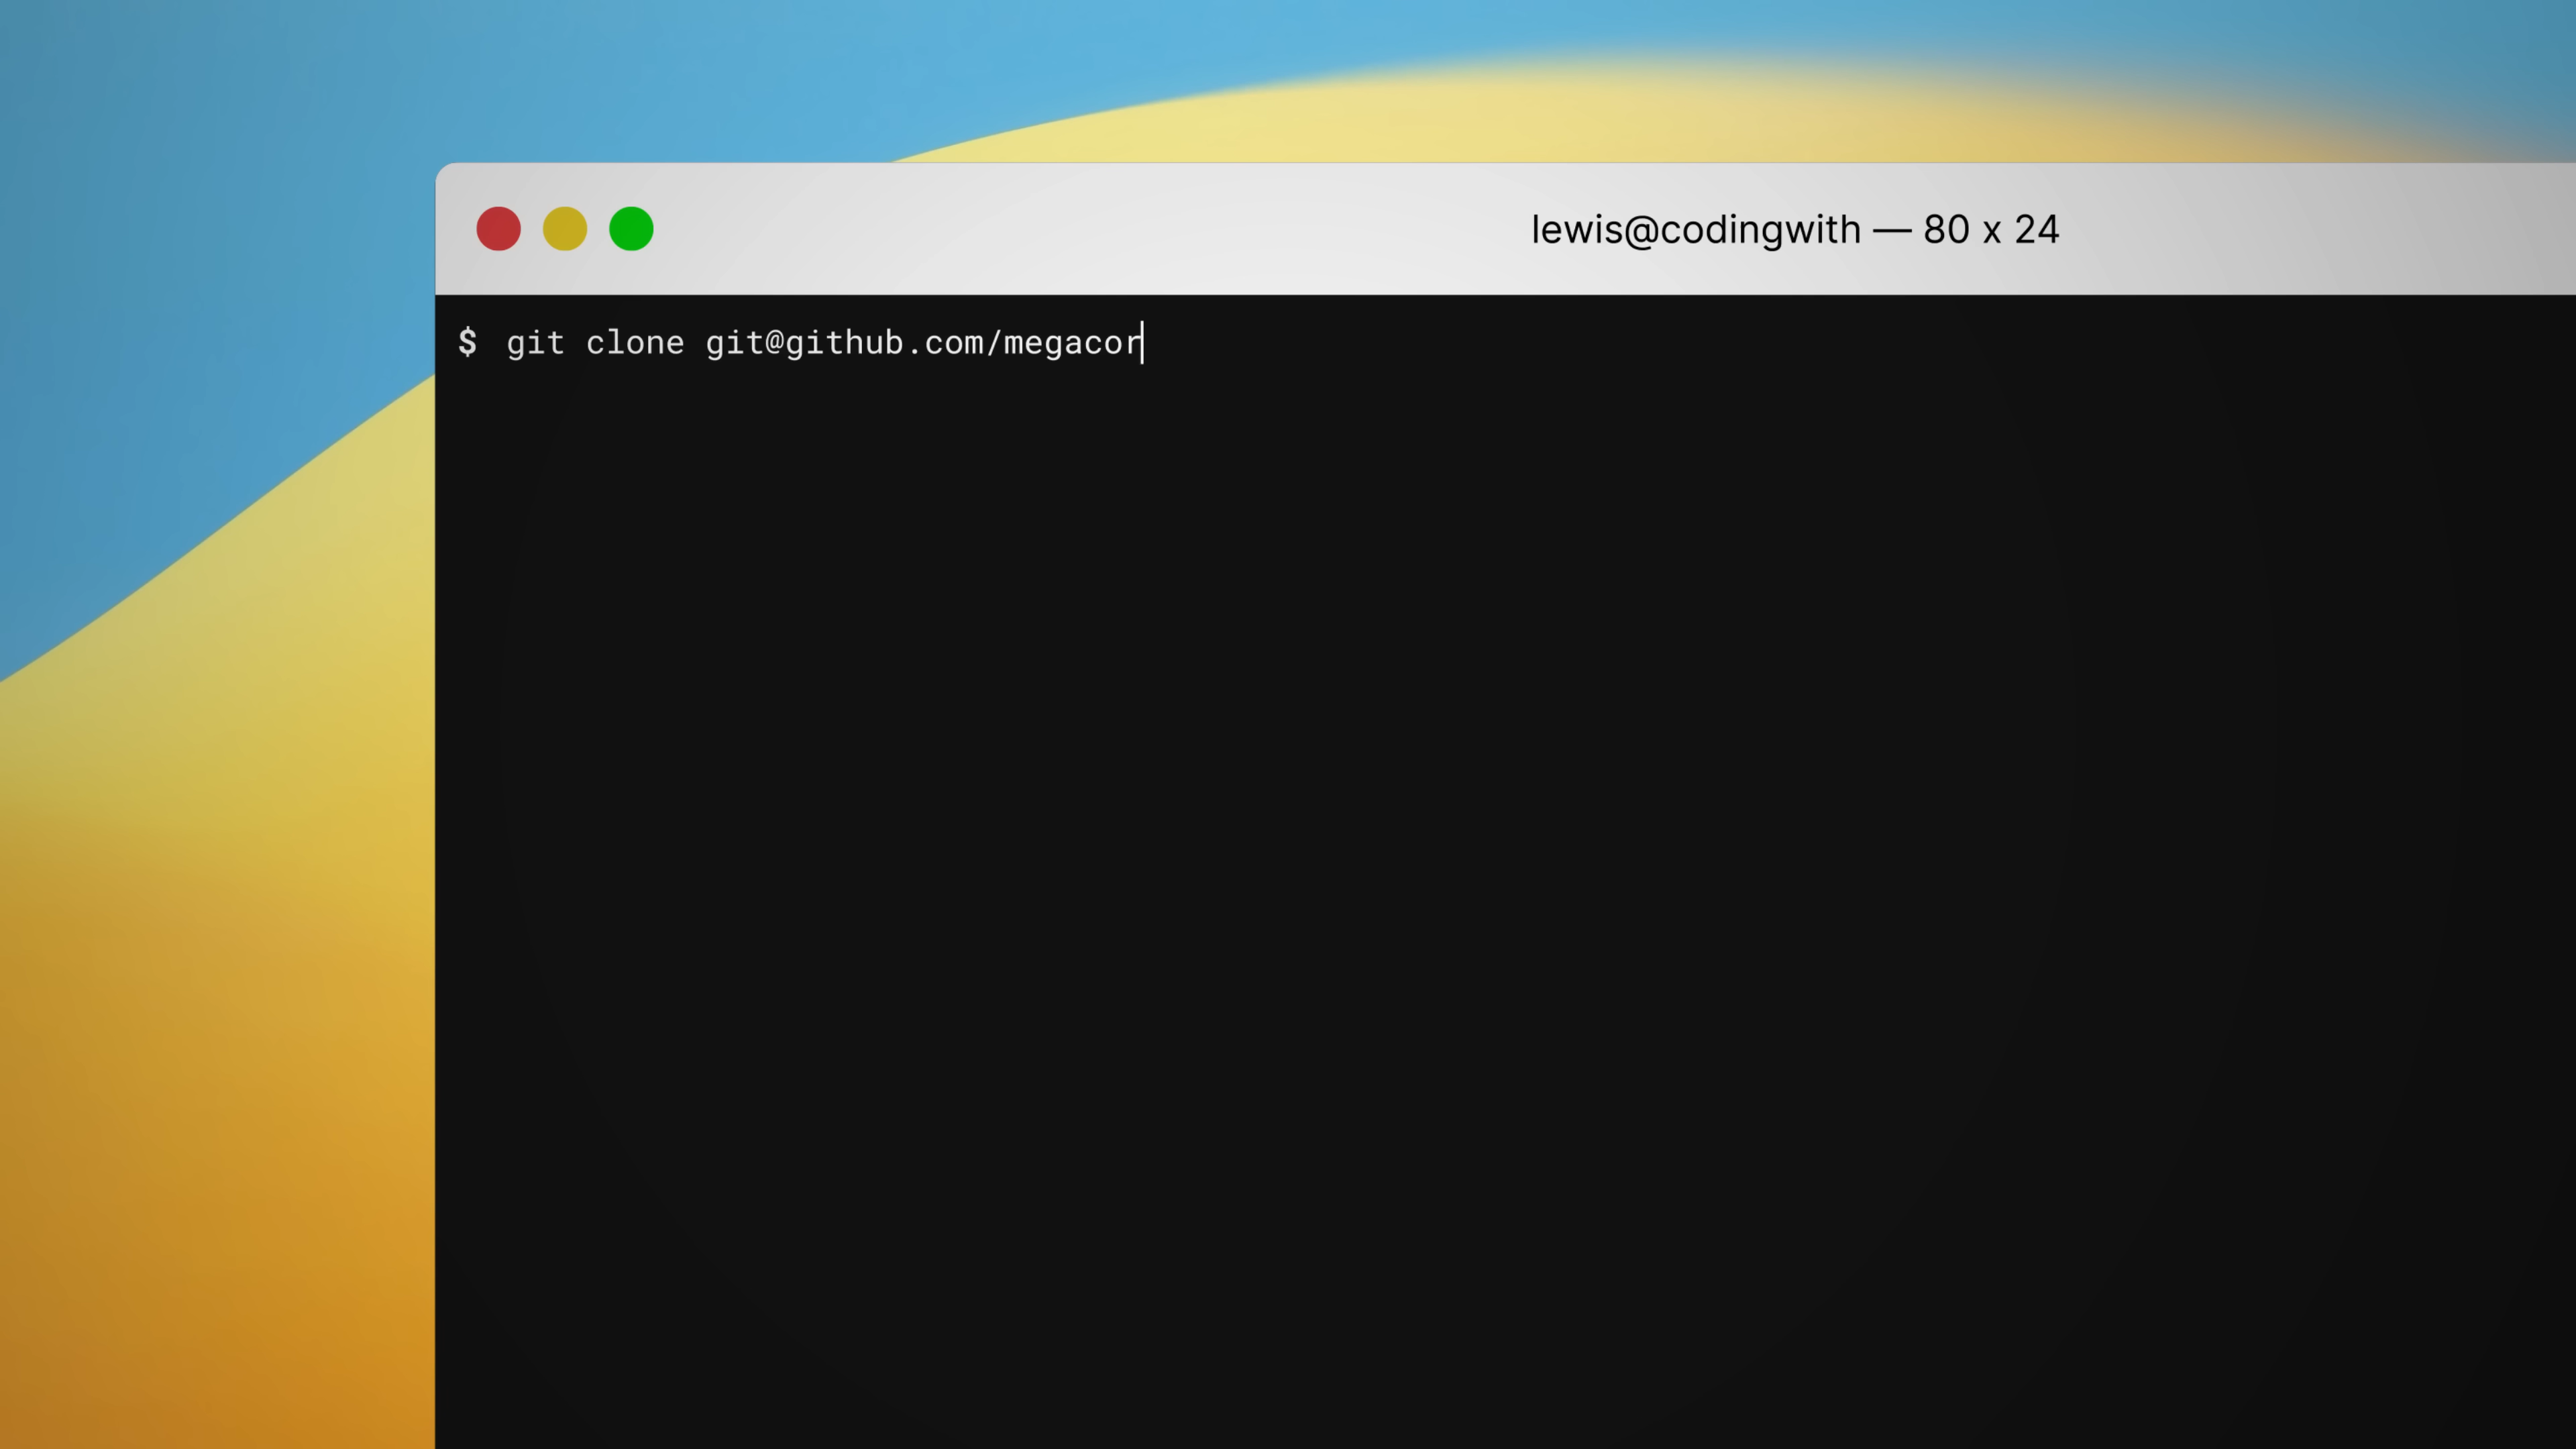 lewis@codingwith — 80 x 24
$ git clone git@github.com/megacor